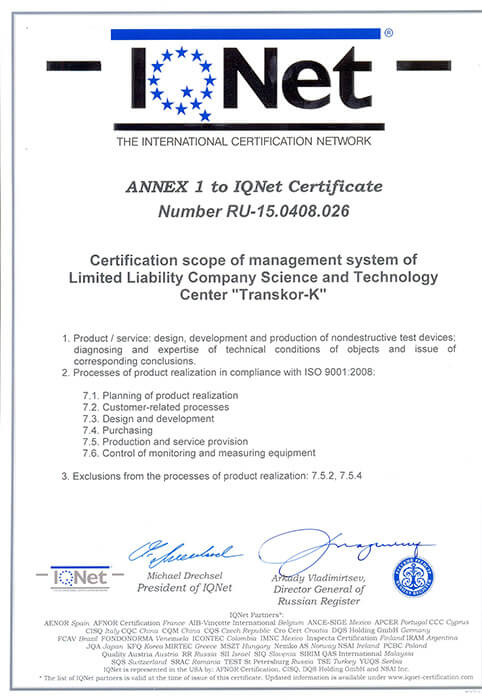 IQNet ®
THE INTERNATIONAL CERTIFICATION NETWORK
ANNEX 1 to IQNet Certificate
Number RU-15.0408.026
Certification scope of management system of
Limited Liability Company Science and Technology
Center "Transkor-K"
1. Product / service: design, development and production of nondestructive test devices;
diagnosing and expertise of technical conditions of objects and issue of
corresponding conclusions.
2. Processes of product realization in compliance with ISO 9001:2008:
7.1. Planning of product realization
7.2. Customer-related processes
7.3. Design and development
7.4. Purchasing
7.5. Production and service provision
7.6. Control of monitoring and measuring equipment
3. Exclusions from the processes of product realization: 7.5.2, 7.5.4
IQNet
Michael Drechsel
President of IQNet
Arkady Vladimirtsev,
Director General of
Russian Register
IQNet Partners*:
AENOR Spain AFNOR Certification France AIB-Vinçotte International Belgium ANCE-SIGE Mexico APCER Portugal CCC Cyprus
CISQ Italy CQC China CQM China CQS Czech Republic Cro Cert Croatia DQS Holding GmbH Germany
FCAV Brazil FONDONORMA Venezuela ICONTEC Colombia IMNC Mexico Inspecta Certification Finland IRAM Argentina
JQA Japan KFQ Korea MIRTEC Greece MSZT Hungary Nemko AS Norway NSAI Ireland PCBC Poland
Quality Austria Austria RR Russia SII Israel SIQ Slovenia SIRIM QAS International Malaysia
SQS Switzerland SRAC Romania TEST St Petersburg Russia TSE Turkey YUQS Serbia
IQNet is represented in the USA by: AFNOR Certification, CISQ, DQS Holding GmbH and NSAI Inc.
* The list of IQNet partners is valid at the time of issue of this certificate. Updated information is available under www.iqnet-certification.com